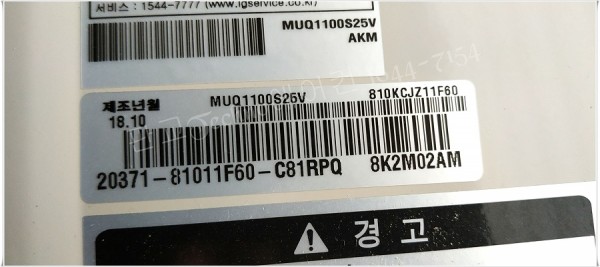 서비스 : 1544-7777 (www.lgservice.co.kr)
MUQ1100S25V
AKM
제조년월
18.10
MUQ1100S25V
810KCJZ11F60
20371-81011F60-C81RPQ
8K2M02AM
경고